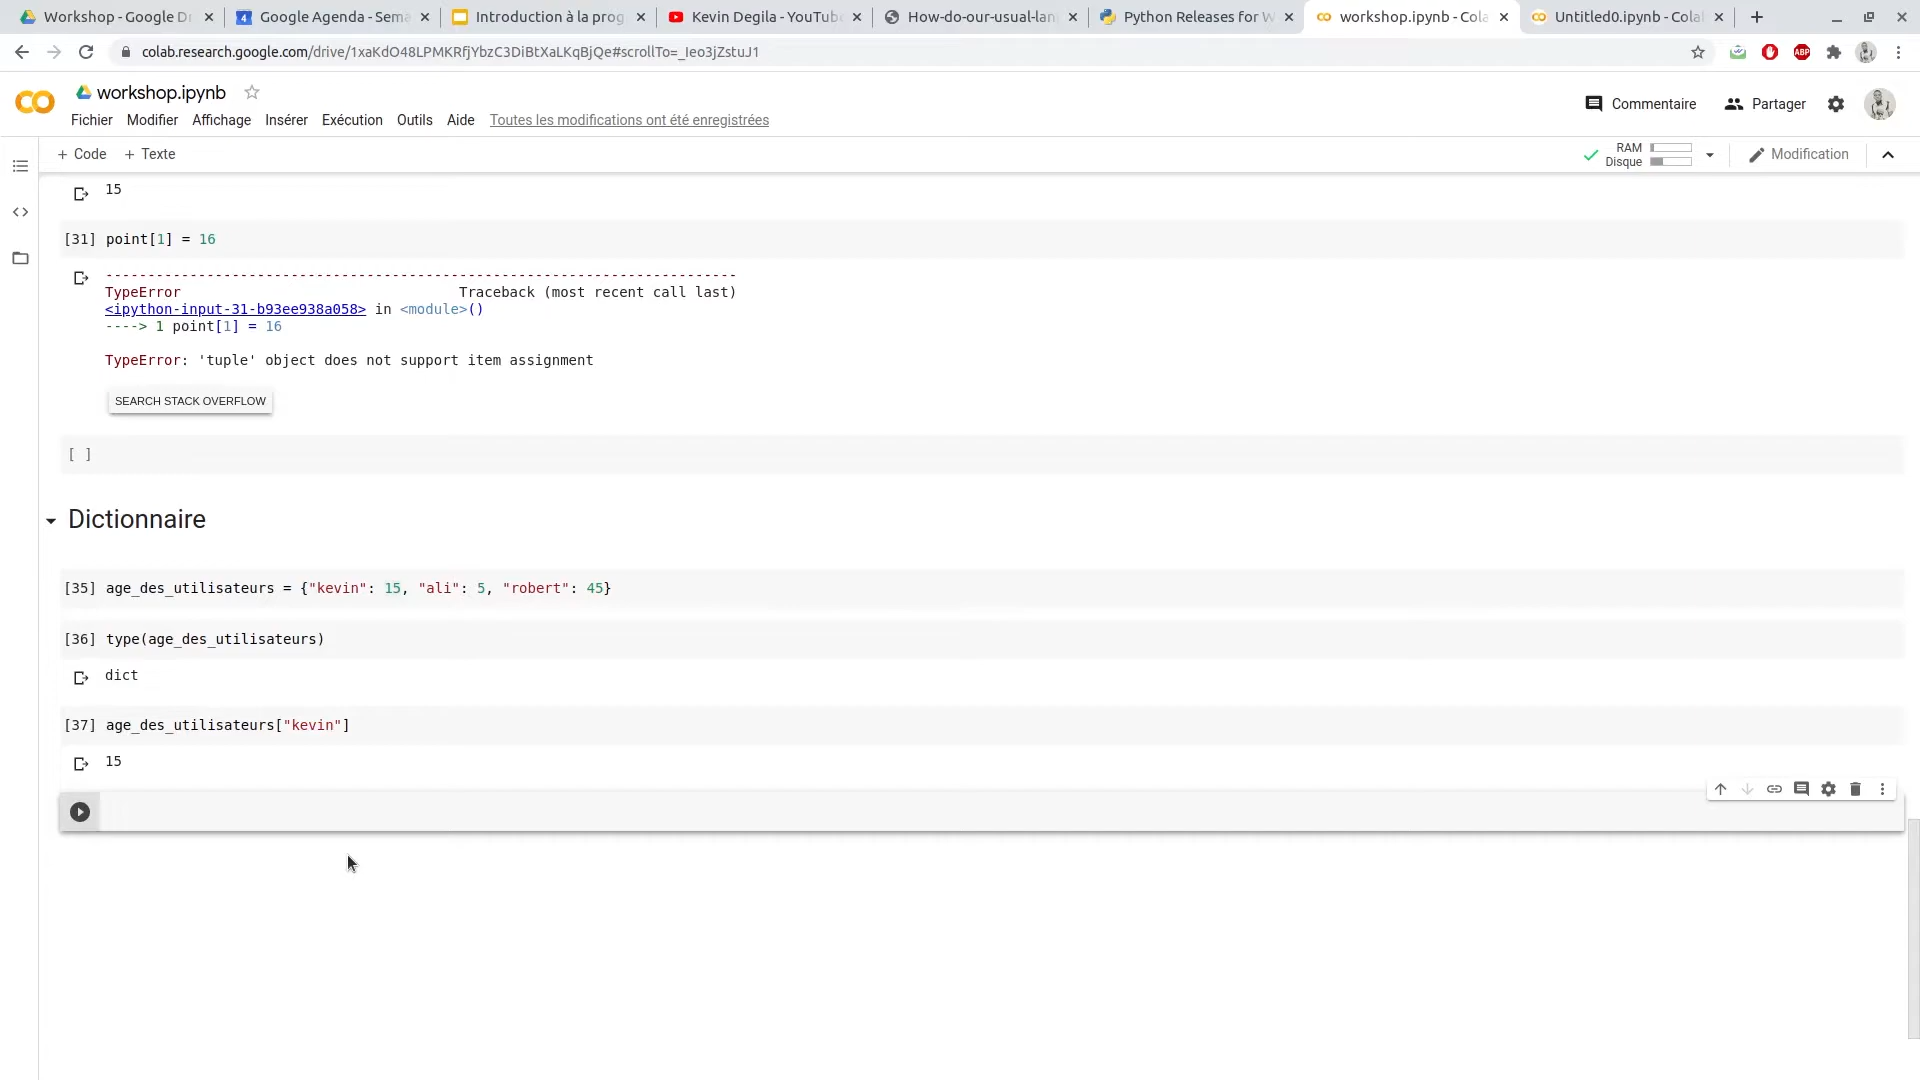 Workshop - Google Dr
Google Agenda - Sema
Introduction à la prog
Kevin Degila - YouTube
How-do-our-usual-lan
Python Releases for W
workshop.ipynb - Cola
Untitled0.ipynb - Cola
colab.research.google.com/drive/1xaKdO48LPMKRfjYbzC3DiBtXaLKqBjQe#scrollTo=_Ieo3jZstuJ1
ABP
CO workshop.ipynb
Commentaire Partager
Fichier Modifier Affichage Insérer Exécution Outils Aide Toutes les modifications ont été enregistrées
+ Code + Texte
RAM
Disque
Modification
15
[31] point[1] = 16
---------------------------------------------------------------------------
TypeError Traceback (most recent call last)
<ipython-input-31-b93ee938a058> in <module>()
----> 1 point[1] = 16
TypeError: 'tuple' object does not support item assignment
SEARCH STACK OVERFLOW
[ ]
Dictionnaire
[35] age_des_utilisateurs = {"kevin": 15, "ali": 5, "robert": 45}
[36] type(age_des_utilisateurs)
dict
[37] age_des_utilisateurs["kevin"]
15